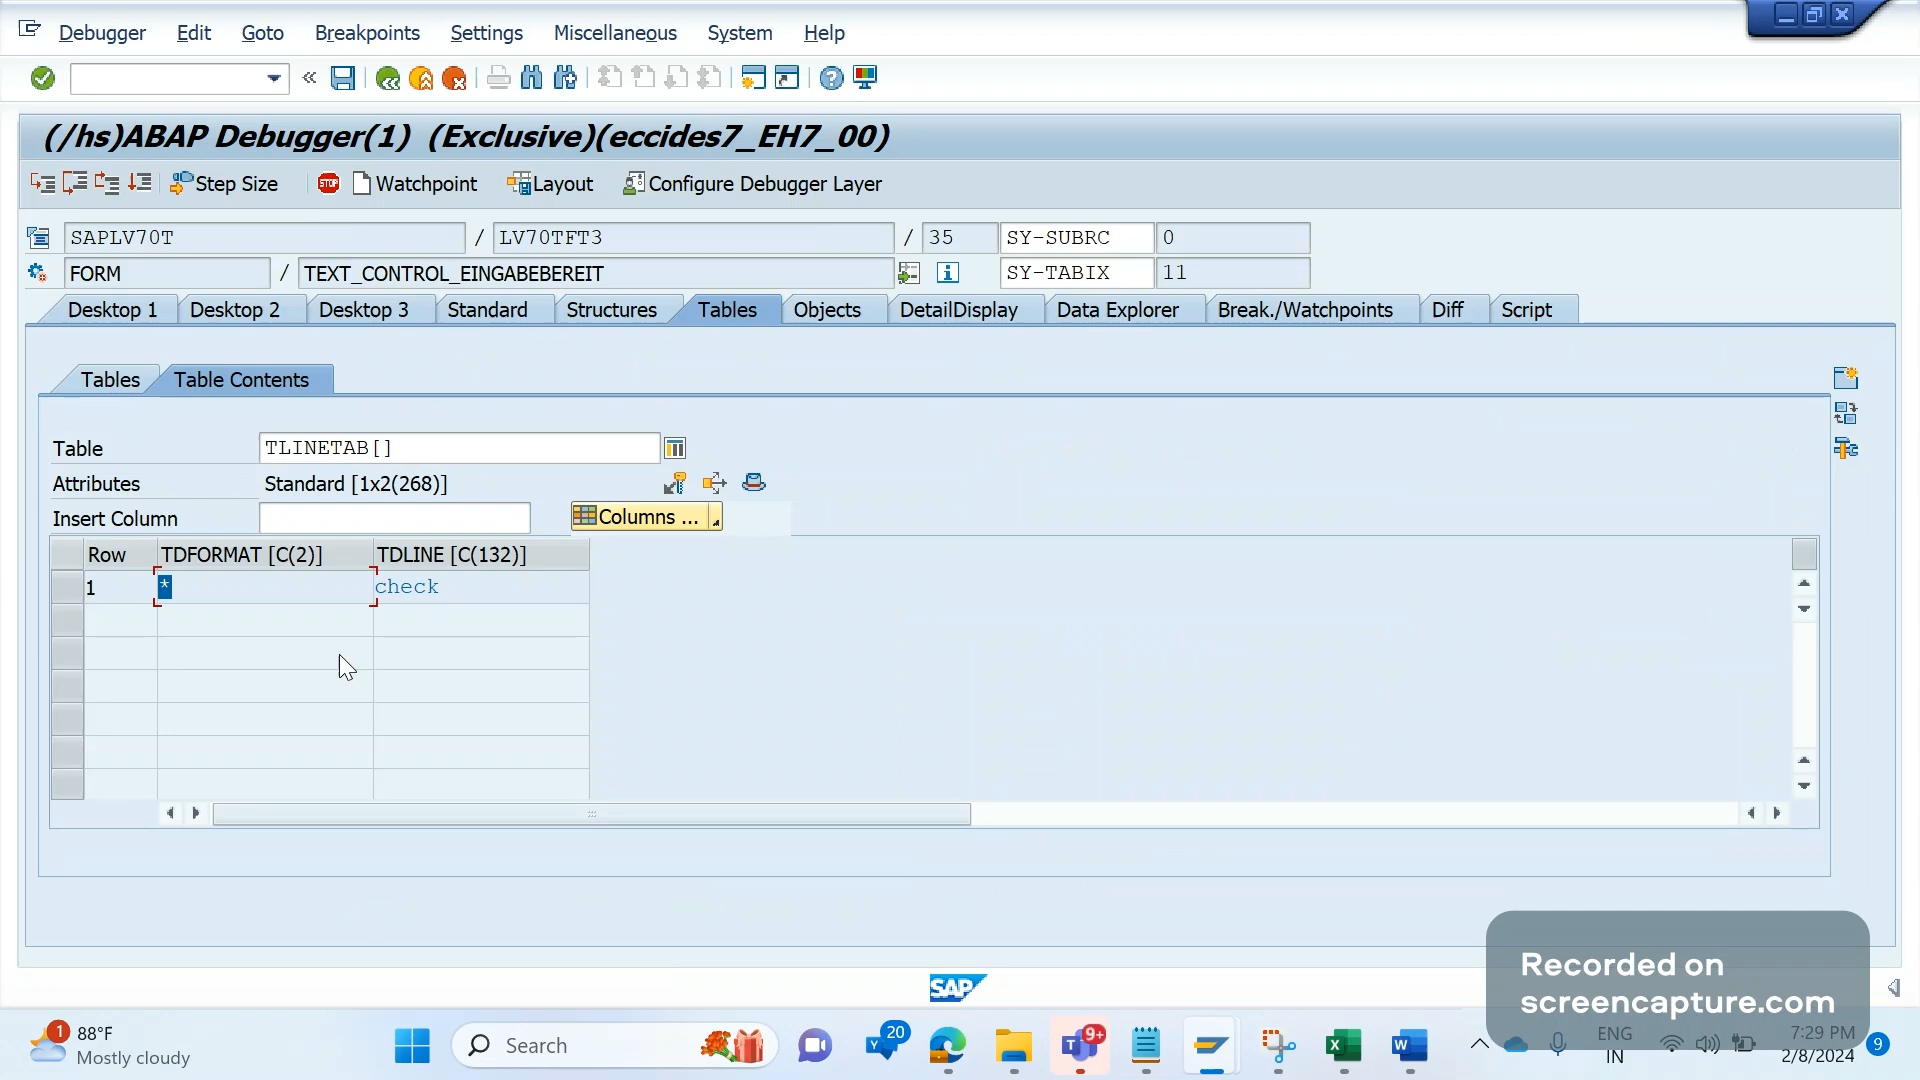 Debugger Edit Goto Breakpoints Settings Miscellaneous System Help
(/hs)ABAP Debugger(1) (Exclusive)(eccides7_EH7_00)
Step Size STOP Watchpoint Layout Configure Debugger Layer
SAPLV70T / LV70TFT3 / 35 SY-SUBRC 0
FORM / TEXT_CONTROL_EINGABEBEREIT SY-TABIX 11
Desktop 1 Desktop 2 Desktop 3 Standard Structures Tables Objects DetailDisplay Data Explorer Break./Watchpoints Diff Script
Tables Table Contents
Table TLINETAB[]
Attributes Standard [1x2(268)]
Insert Column Columns ...
Row TDFORMAT [C(2)] TDLINE [C(132)]
1 * check
SAP
Recorded on
screencapture.com
1 88°F
Mostly cloudy
Search
20
9+
ENG
IN
7:29 PM
2/8/2024
9